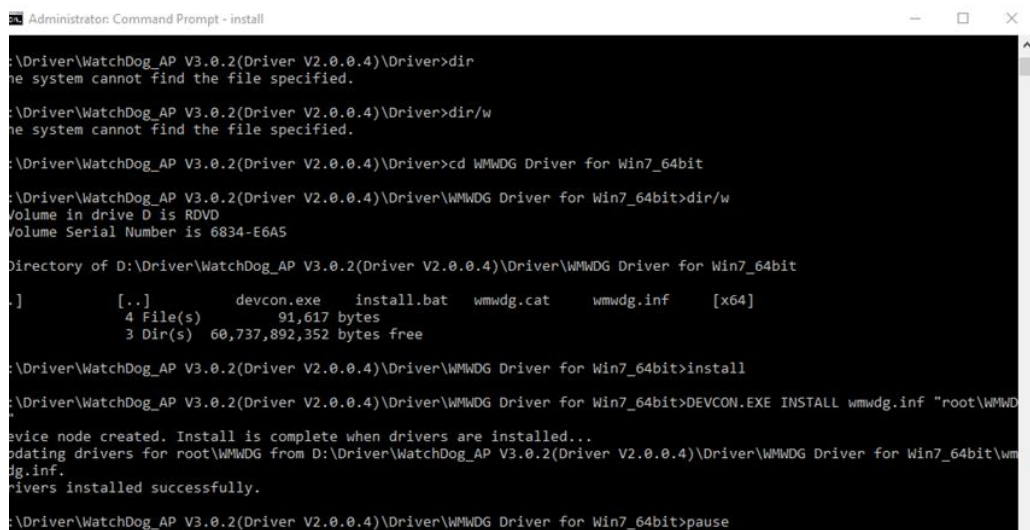 Administrator: Command Prompt - install
:\Driver\WatchDog_AP V3.0.2(Driver V2.0.0.4)\Driver>dir
he system cannot find the file specified.
:\Driver\WatchDog_AP V3.0.2(Driver V2.0.0.4)\Driver>dir/w
he system cannot find the file specified.
:\Driver\WatchDog_AP V3.0.2(Driver V2.0.0.4)\Driver>cd WMWDG Driver for Win7_64bit
:\Driver\WatchDog_AP V3.0.2(Driver V2.0.0.4)\Driver\WMWDG Driver for Win7_64bit>dir/w
Volume in drive D is RDVD
Volume Serial Number is 6834-E6A5
Directory of D:\Driver\WatchDog_AP V3.0.2(Driver V2.0.0.4)\Driver\WMWDG Driver for Win7_64bit
.] [..] devcon.exe install.bat wmwdg.cat wmwdg.inf [x64]
4 File(s) 91,617 bytes
3 Dir(s) 60,737,892,352 bytes free
:\Driver\WatchDog_AP V3.0.2(Driver V2.0.0.4)\Driver\WMWDG Driver for Win7_64bit>install
:\Driver\WatchDog_AP V3.0.2(Driver V2.0.0.4)\Driver\WMWDG Driver for Win7_64bit>DEVCON.EXE INSTALL wmwdg.inf "root\WMWD
"
evice node created. Install is complete when drivers are installed...
pdating drivers for root\WMWDG from D:\Driver\WatchDog_AP V3.0.2(Driver V2.0.0.4)\Driver\WMWDG Driver for Win7_64bit\wm
dg.inf.
rivers installed successfully.
:\Driver\WatchDog_AP V3.0.2(Driver V2.0.0.4)\Driver\WMWDG Driver for Win7_64bit>pause